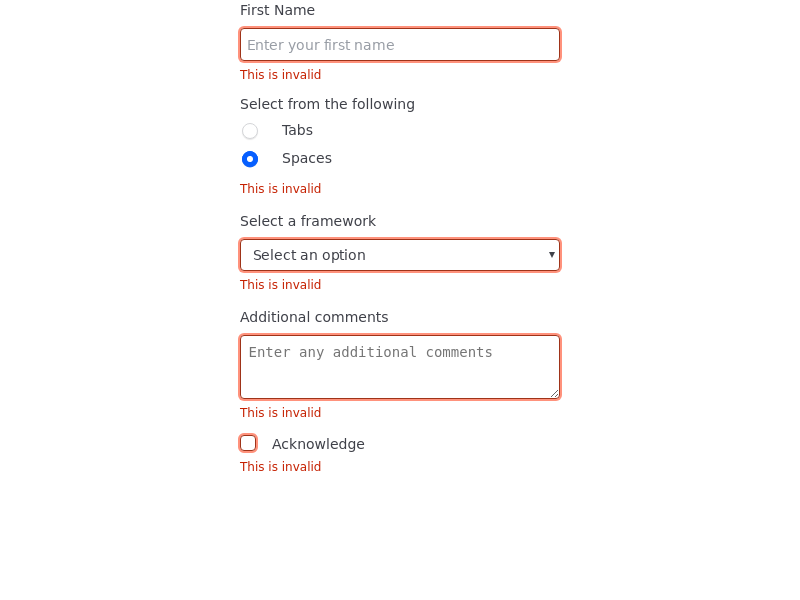 First Name
Enter your first name
This is invalid
Select from the following
Tabs
Spaces
This is invalid
Select a framework
Select an option
This is invalid
Additional comments
Enter any additional comments
This is invalid
Acknowledge
This is invalid